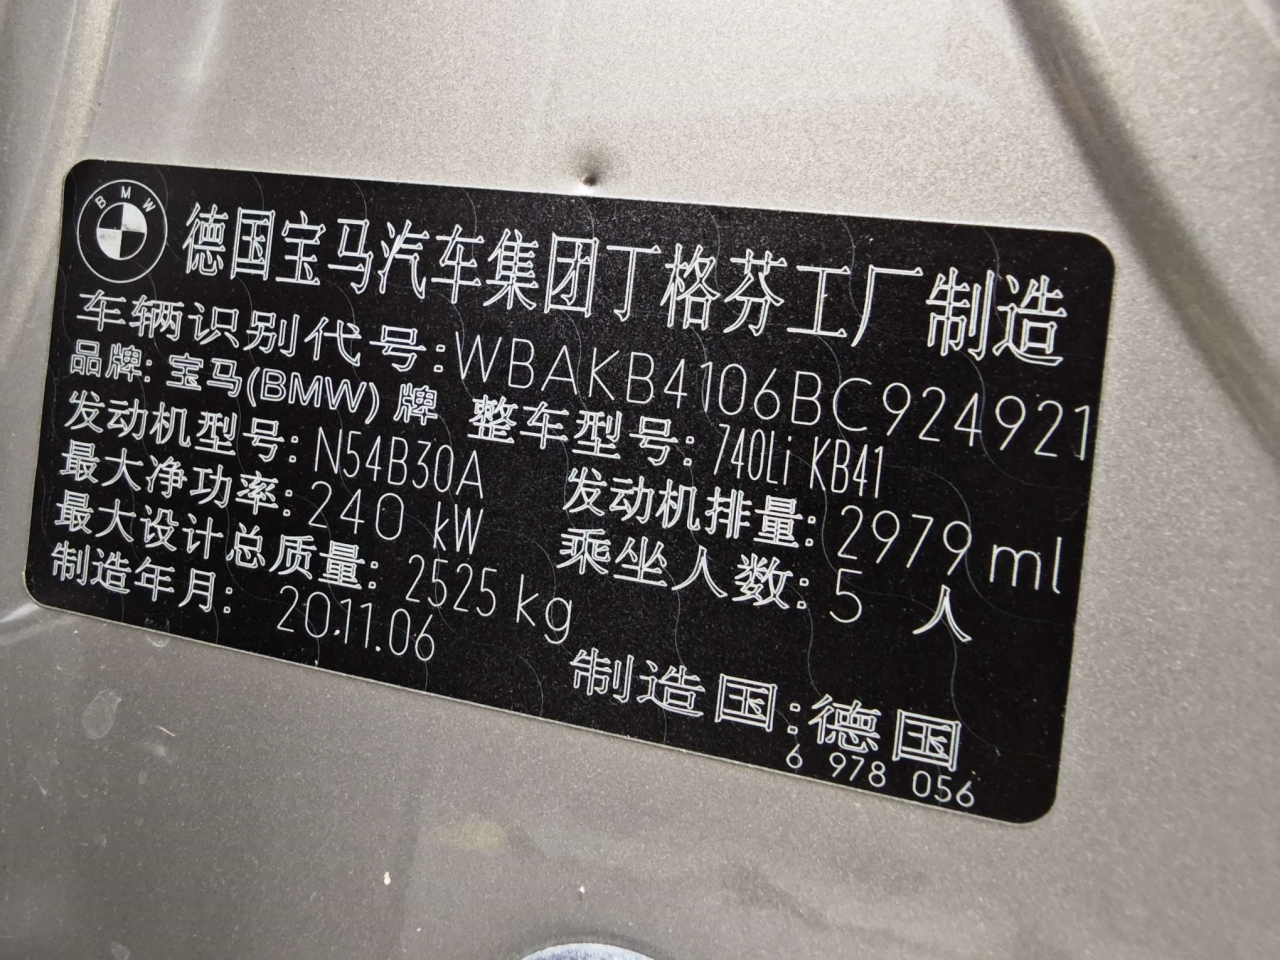 BMW
德国宝马汽车集团丁格芬工厂制造
车辆识别代号:WBAKB4106BC924921
品牌: 宝马(BMW) 牌 整车型号: 740Li KB41
发动机型号: N54B30A 发动机排量: 2979 ml
最大净功率: 240 kW 乘坐人数: 5 人
最大设计总质量: 2525 kg
制造年月: 2011.06
制造国:德国
6 978 056